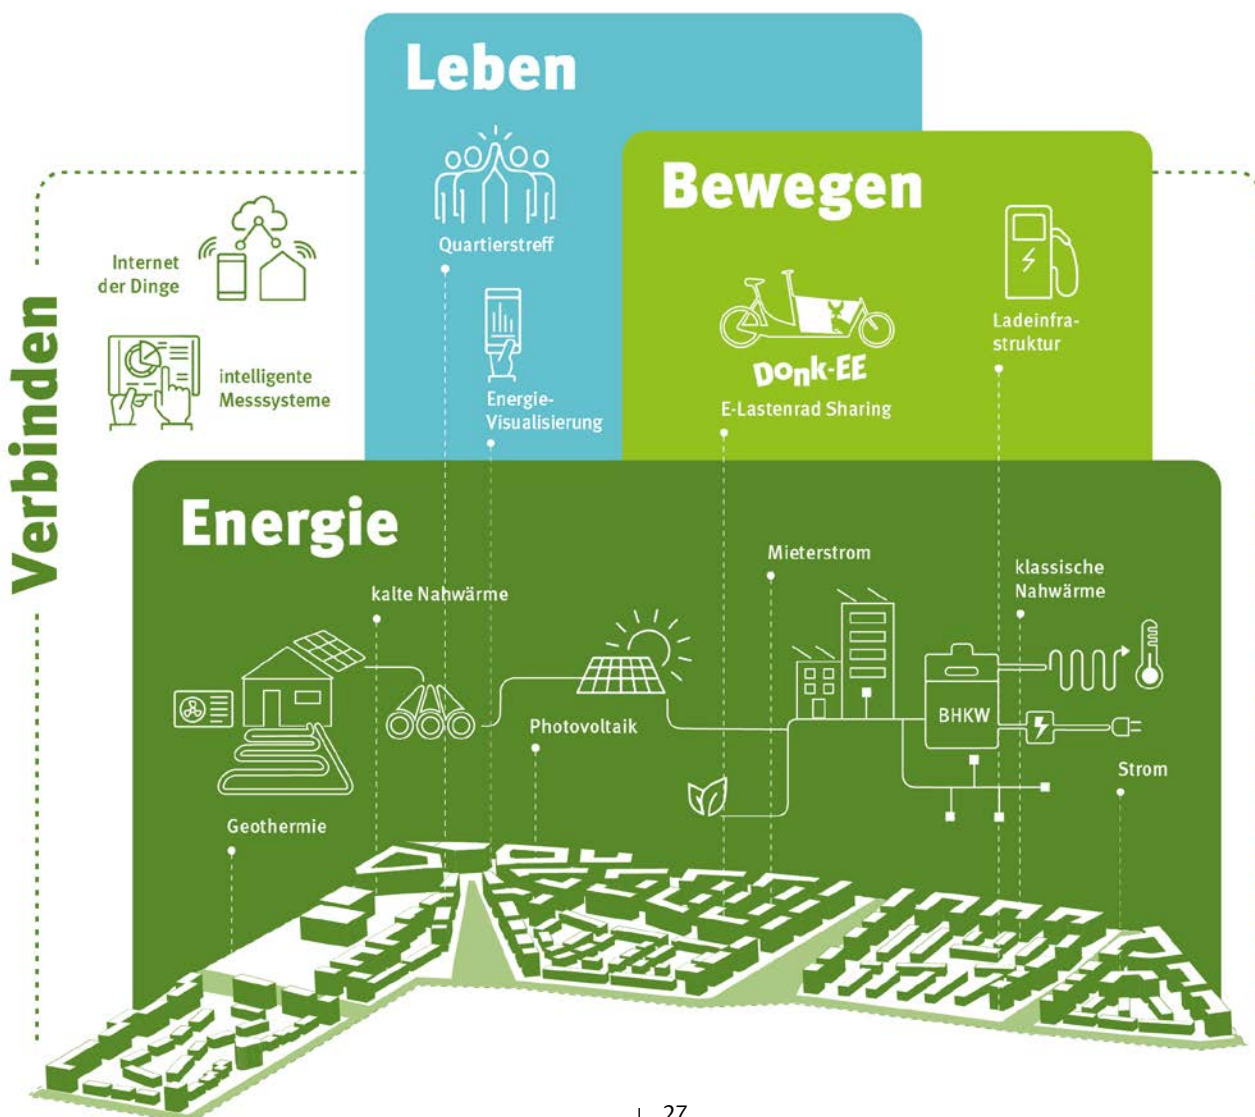 Leben
Quartierstreff
Energie-
Visualisierung
Bewegen
Donk-EE
E-Lastenrad Sharing
Ladeinfra-
struktur
Verbinden
Internet
der Dinge
intelligente
Messsysteme
Energie
kalte Nahwärme
Geothermie
Photovoltaik
Mieterstrom
BHKW
klassische
Nahwärme
Strom
27